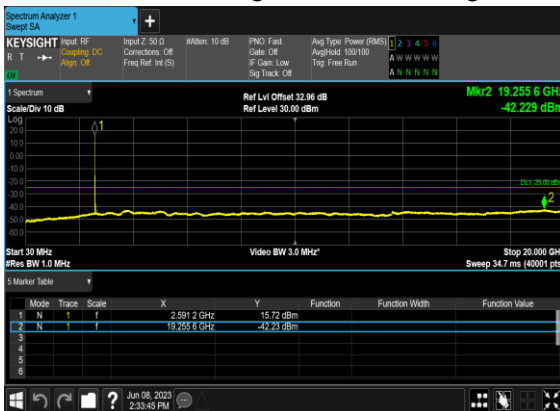 Spectrum Analyzer 1
Swept SA
+
KEYSIGHT Input: RF Input Z: 50 Ω #Atten: 10 dB PNO: Fast Avg Type: Power (RMS) 1 2 3 4 5 6
R T Coupling: DC Corrections: Off Gate: Off Avg|Hold: 100/100 A W W W W W
Align: Off Freq Ref: Int (S) IF Gain: Low Trig: Free Run
LV Sig Track: Off A N N N N N
1 Spectrum Ref Lvl Offset 32.96 dB Mkr2 19.255 6 GHz
Scale/Div 10 dB Ref Level 30.00 dBm -42.229 dBm
Log
20.0
10.0
0.00
-10.0
-20.0
-30.0
-40.0
-50.0
-60.0
1
DL1 -25.00 dBm
2
Start 30 MHz Video BW 3.0 MHz* Stop 20.000 GHz
#Res BW 1.0 MHz Sweep 34.7 ms (40001 pts)
5 Marker Table
Mode Trace Scale X Y Function Function Width Function Value
1 N 1 f 2.591 2 GHz 15.72 dBm
2 N 1 f 19.255 6 GHz -42.23 dBm
3
4
5
6
? Jun 08, 2023
2:33:45 PM